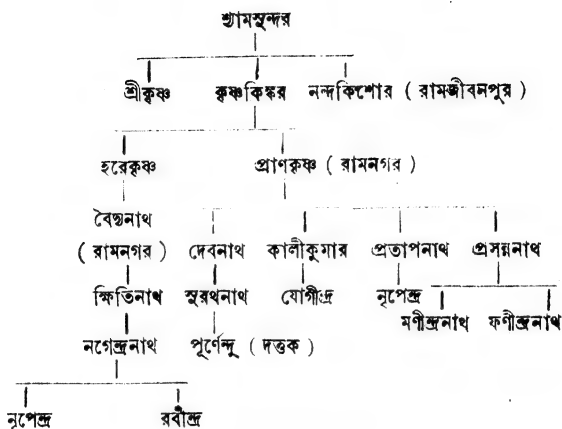 শ্যামসুন্দর
শ্রীকৃষ্ণ কৃষ্ণকিঙ্কর নন্দকিশোর ( রামজীবনপুর )
হরেকৃষ্ণ প্রাণকৃষ্ণ ( রামনগর )
বৈদ্যনাথ
( রামনগর ) দেবনাথ কালীকুমার প্রতাপনাথ প্রসন্ননাথ
ক্ষিতিনাথ সুরথনাথ যোগীন্দ্র নৃপেন্দ্র
মণীন্দ্রনাথ ফণীন্দ্রনাথ
নগেন্দ্রনাথ পূর্ণেন্দু ( দত্তক )
নৃপেন্দ্র রবীন্দ্র